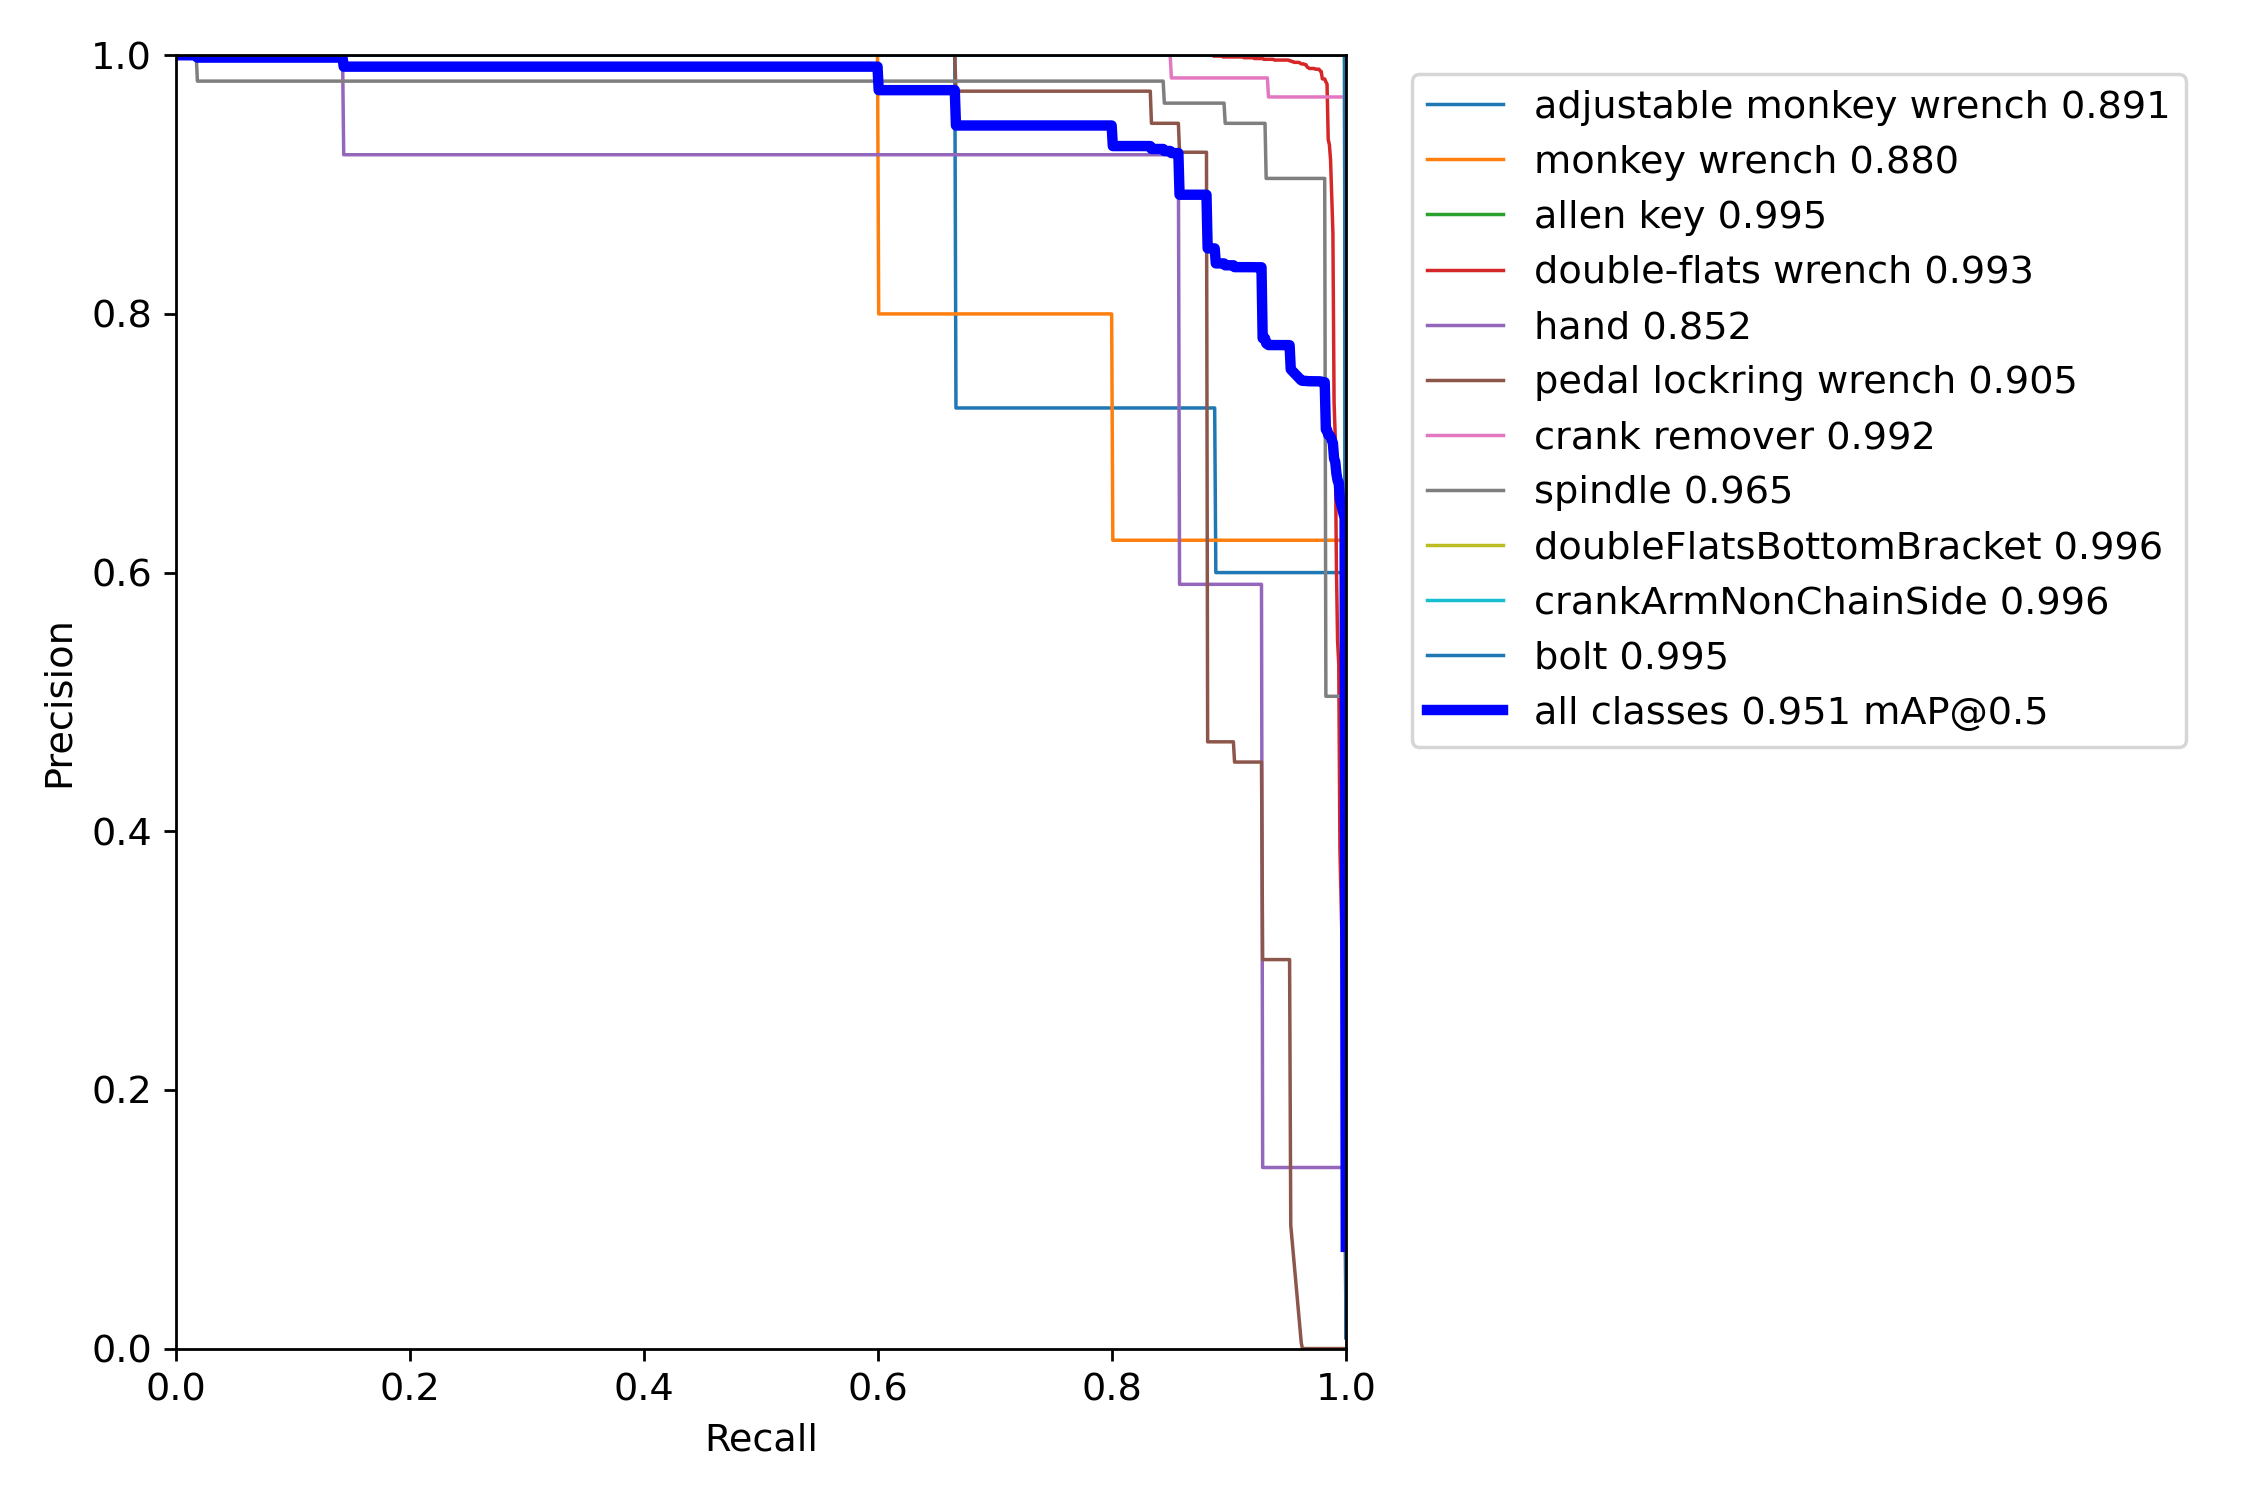 1.0
0.8
0.6
0.4
0.2
0.0
Precision
0.0 0.2 0.4 0.6 0.8 1.0
Recall
adjustable monkey wrench 0.891
monkey wrench 0.880
allen key 0.995
double-flats wrench 0.993
hand 0.852
pedal lockring wrench 0.905
crank remover 0.992
spindle 0.965
doubleFlatsBottomBracket 0.996
crankArmNonChainSide 0.996
bolt 0.995
all classes 0.951 mAP@0.5